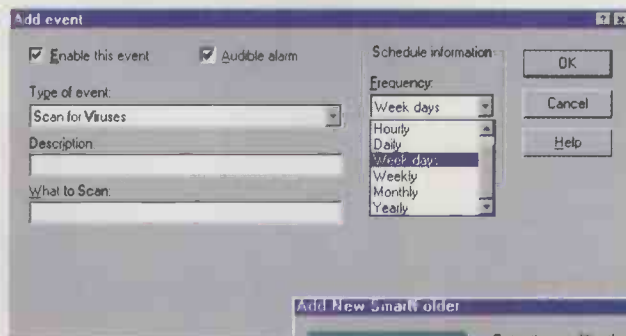 Add event
Enable this event
Audible alarm
Type of event:
Scan for Viruses
Description
What to Scan:
Schedule information
Frequency:
Week days
Hourly
Daily
Week days
Weekly
Monthly
Yearly
OK
Cancel
Help
Add New SmartFolder